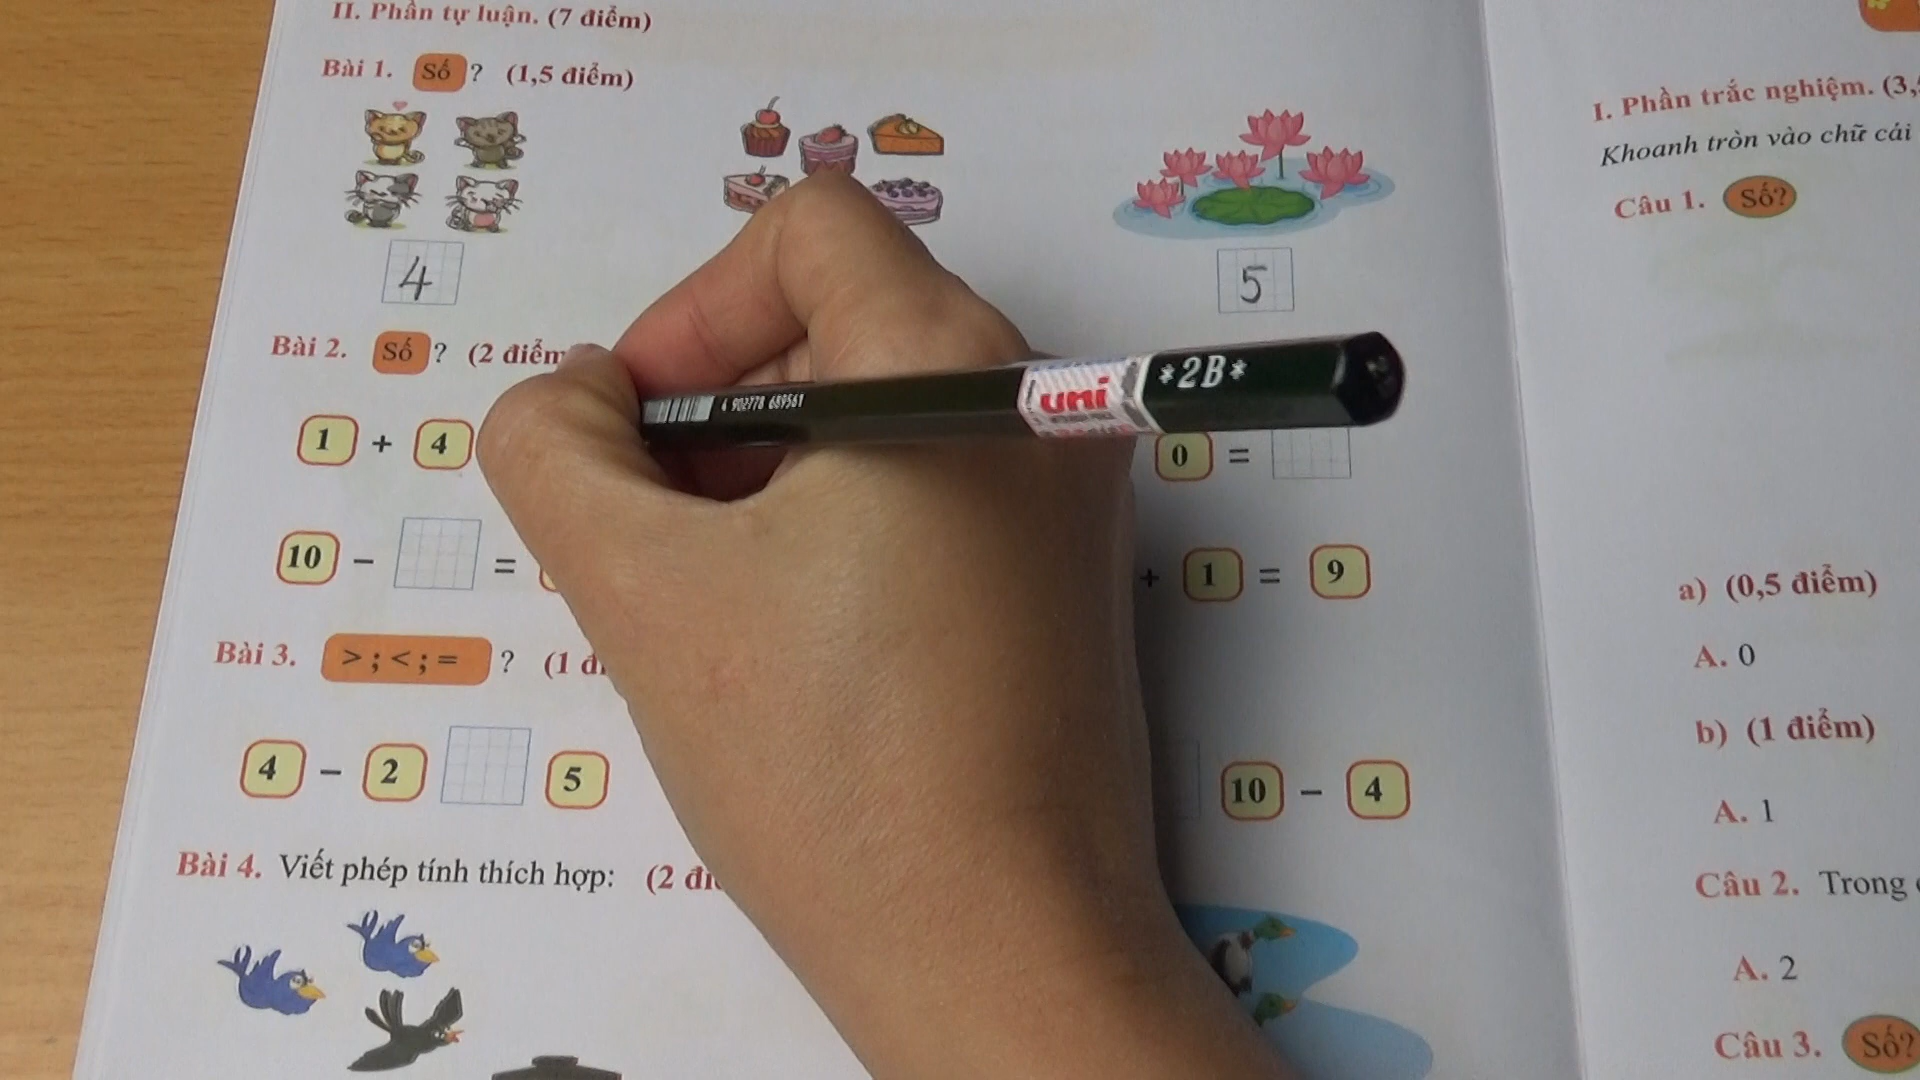 II. Phần tự luận. (7 điểm)
Bài 1. Số ? (1,5 điểm)
4
5
Bài 2. Số ? (2 điểm
1 + 4
0 =
10 - =
+ 1 = 9
Bài 3. > ; < ; = ? (1
4 - 2 5
10 - 4
Bài 4. Viết phép tính thích hợp: (2
4 902778 689561
uni
*2B*
I. Phần trắc nghiệm. (3,
Khoanh tròn vào chữ cái
Câu 1. Số?
a) (0,5 điểm)
A. 0
b) (1 điểm)
A. 1
Câu 2. Trong
A. 2
Câu 3. Số?